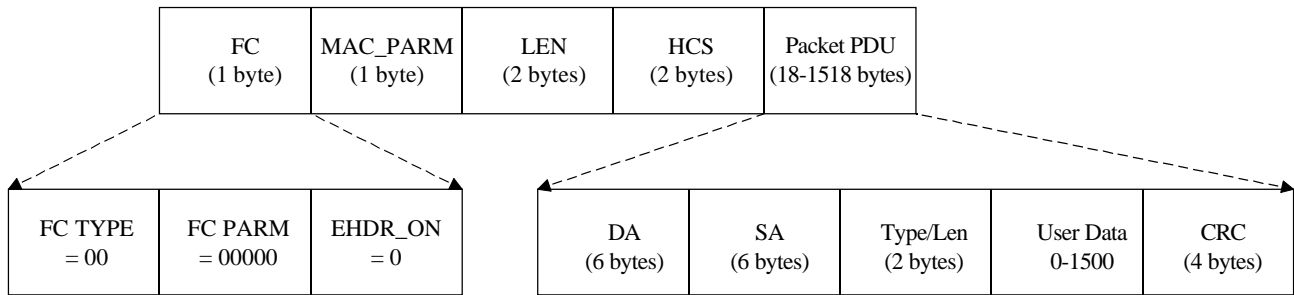 FC
(1 byte)
MAC_PARM
(1 byte)
LEN
(2 bytes)
HCS
(2 bytes)
Packet PDU
(18-1518 bytes)
FC TYPE
= 00
FC PARM
= 00000
EHDR_ON
= 0
DA
(6 bytes)
SA
(6 bytes)
Type/Len
(2 bytes)
User Data
0-1500
CRC
(4 bytes)